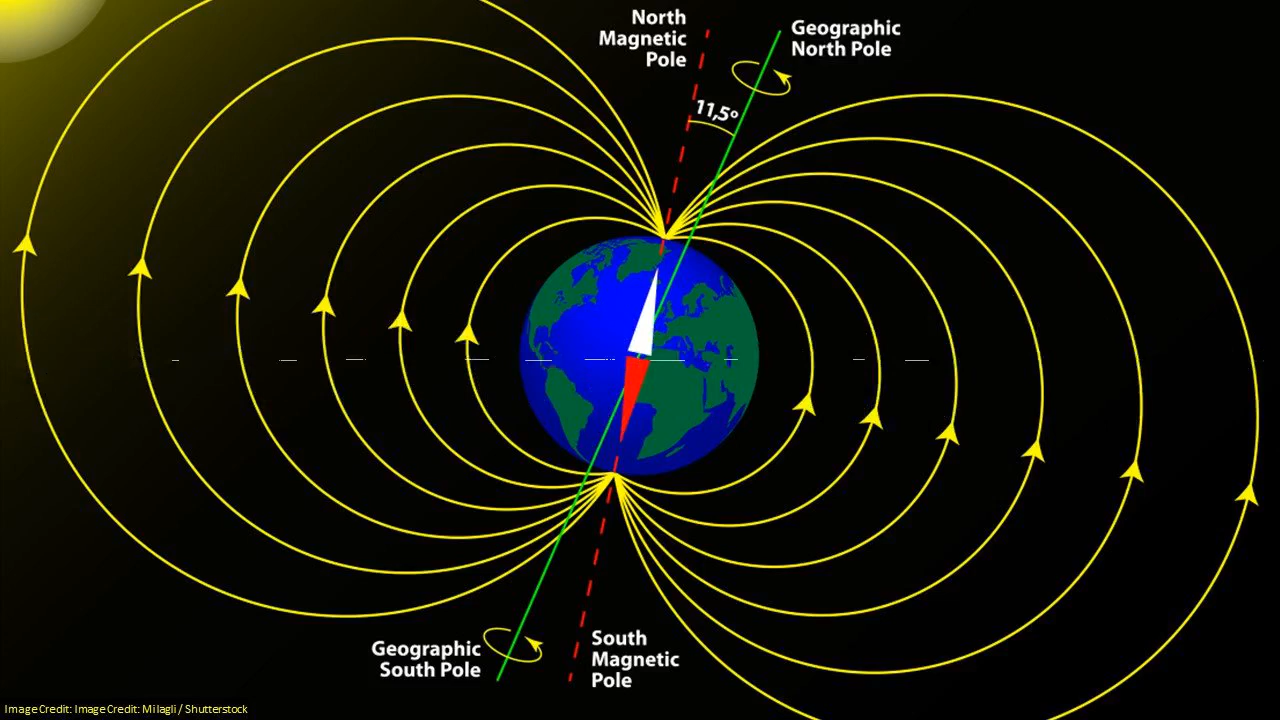 North
Magnetic
Pole
Geographic
North Pole
11,5º
Geographic
South Pole
South
Magnetic
Pole
Image Credit: Image Credit: Milagli / Shutterstock